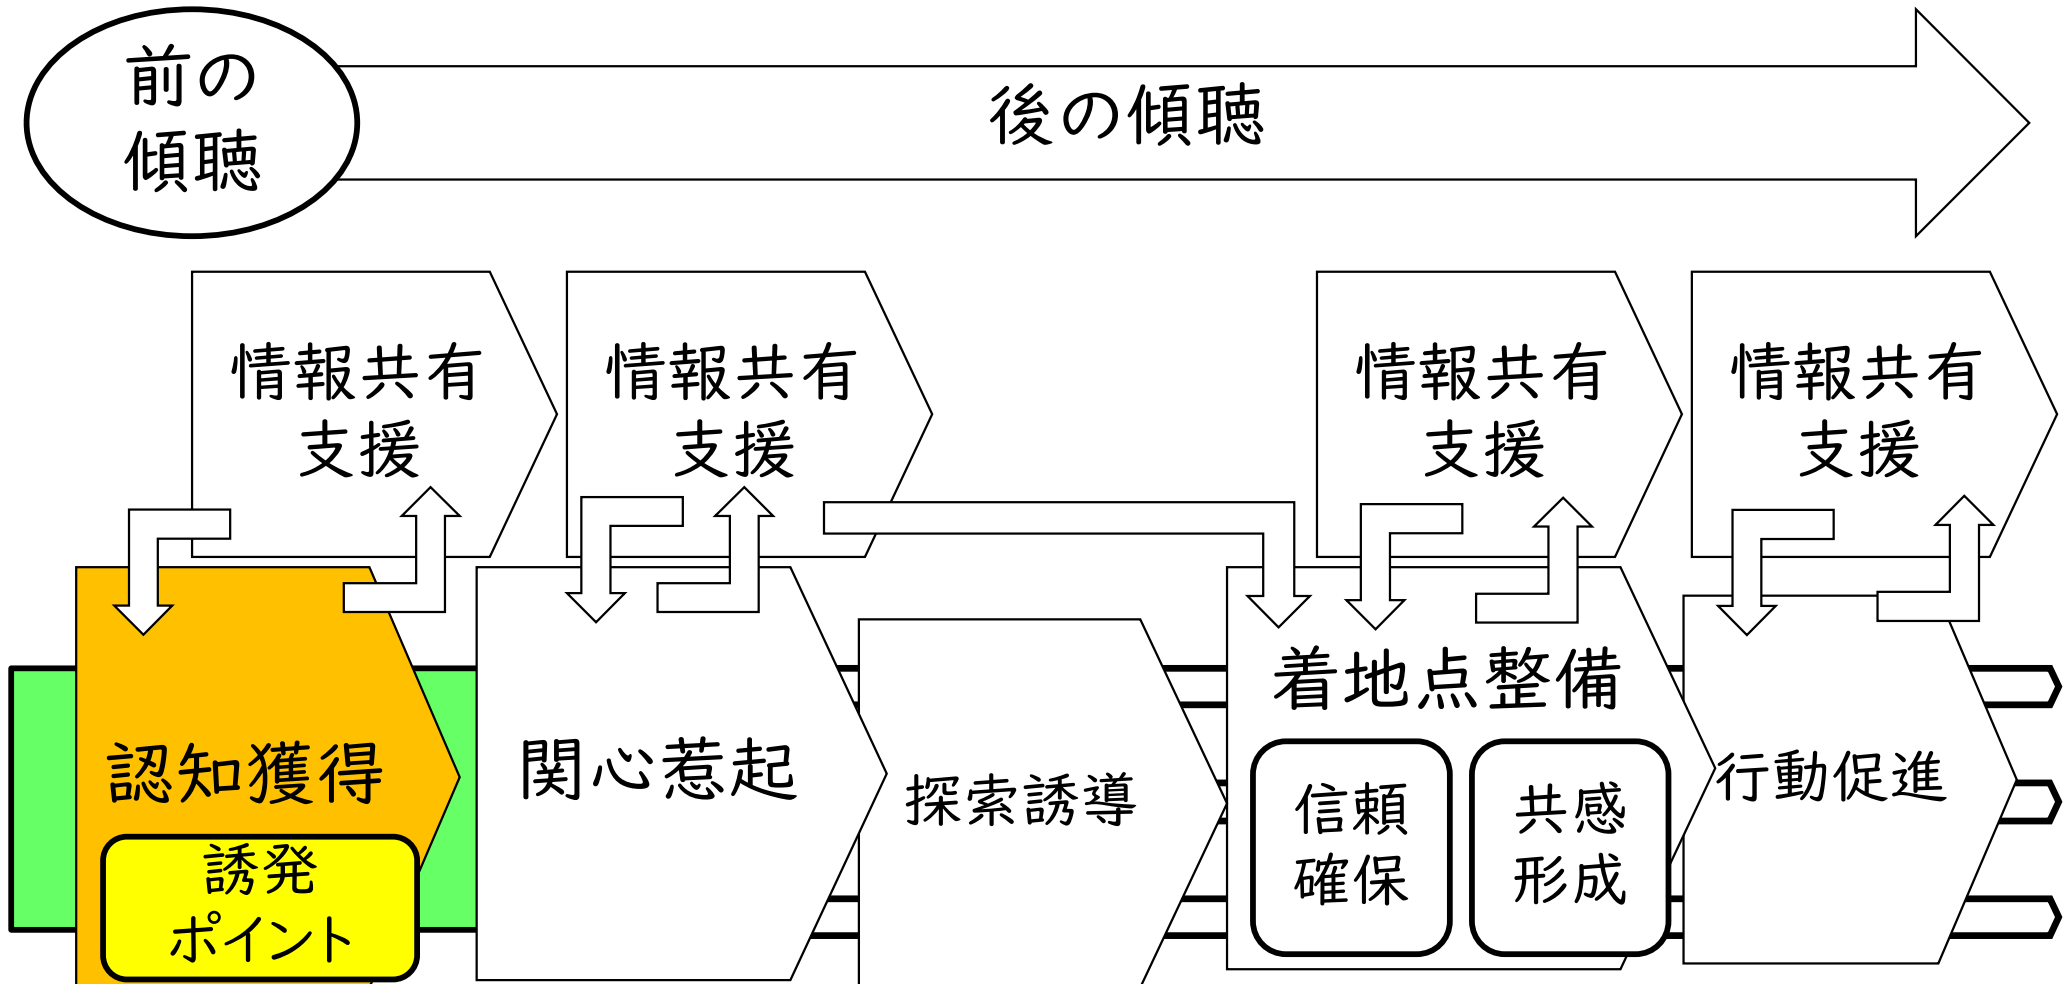 前の
傾聴
後の傾聴
情報共有
支援
情報共有
支援
情報共有
支援
情報共有
支援
認知獲得
誘発
ポイント
関心惹起
探索誘導
着地点整備
信頼
確保
共感
形成
行動促進